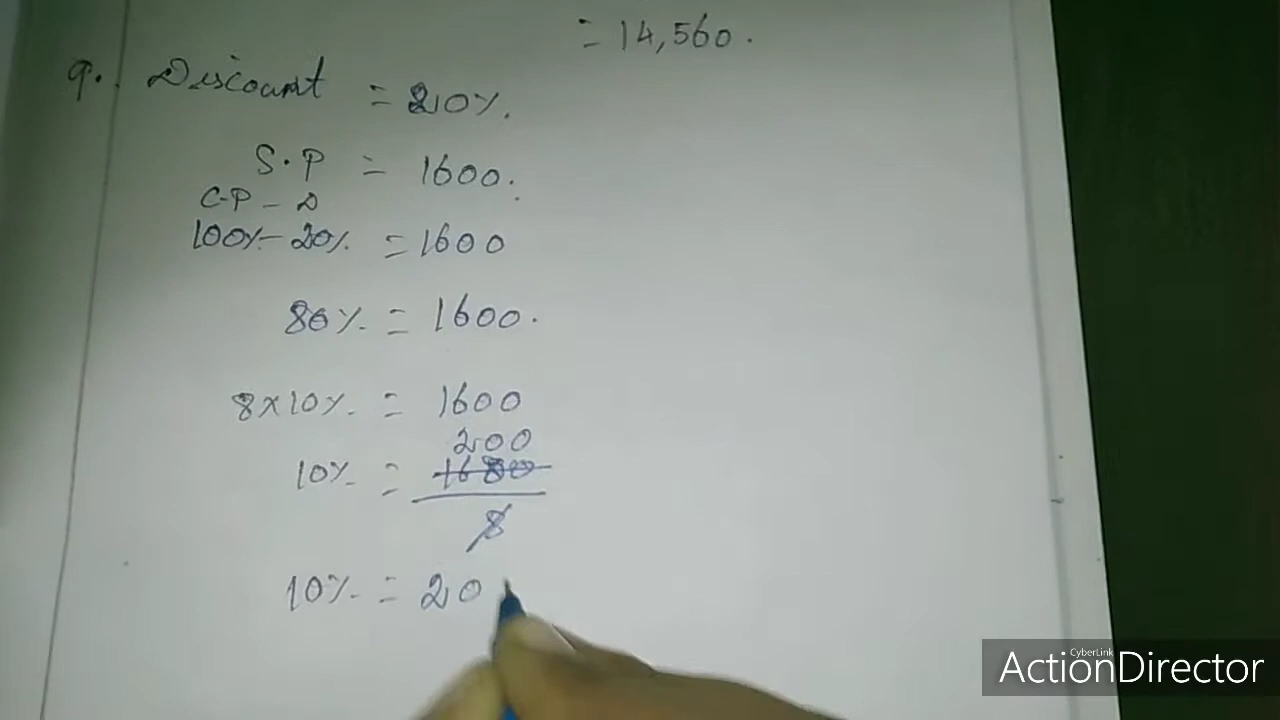 = 14,560.
9. Discount = 20%.
S.P = 1600.
C.P - D
100% - 20% = 1600
80% = 1600.
8x10% = 1600
200
10% = 1600
8
10% = 20
CyberLink
ActionDirector